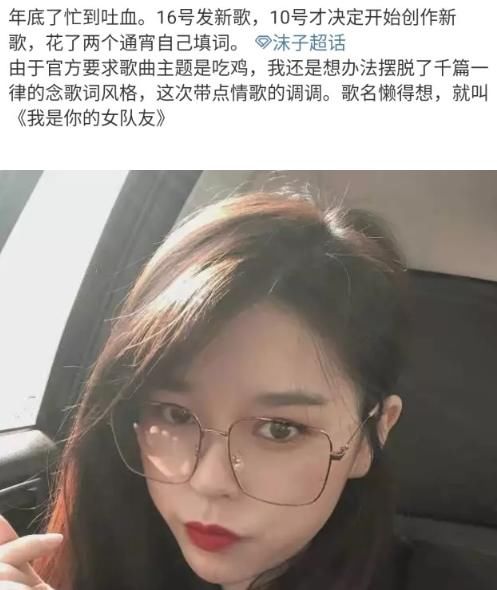 年底了忙到吐血。16号发新歌，10号才决定开始创作新
歌，花了两个通宵自己填词。 沫子超话
由于官方要求歌曲主题是吃鸡，我还是想办法摆脱了千篇一
律的念歌词风格，这次带点情歌的调调。歌名懒得想，就叫
《我是你的女队友》